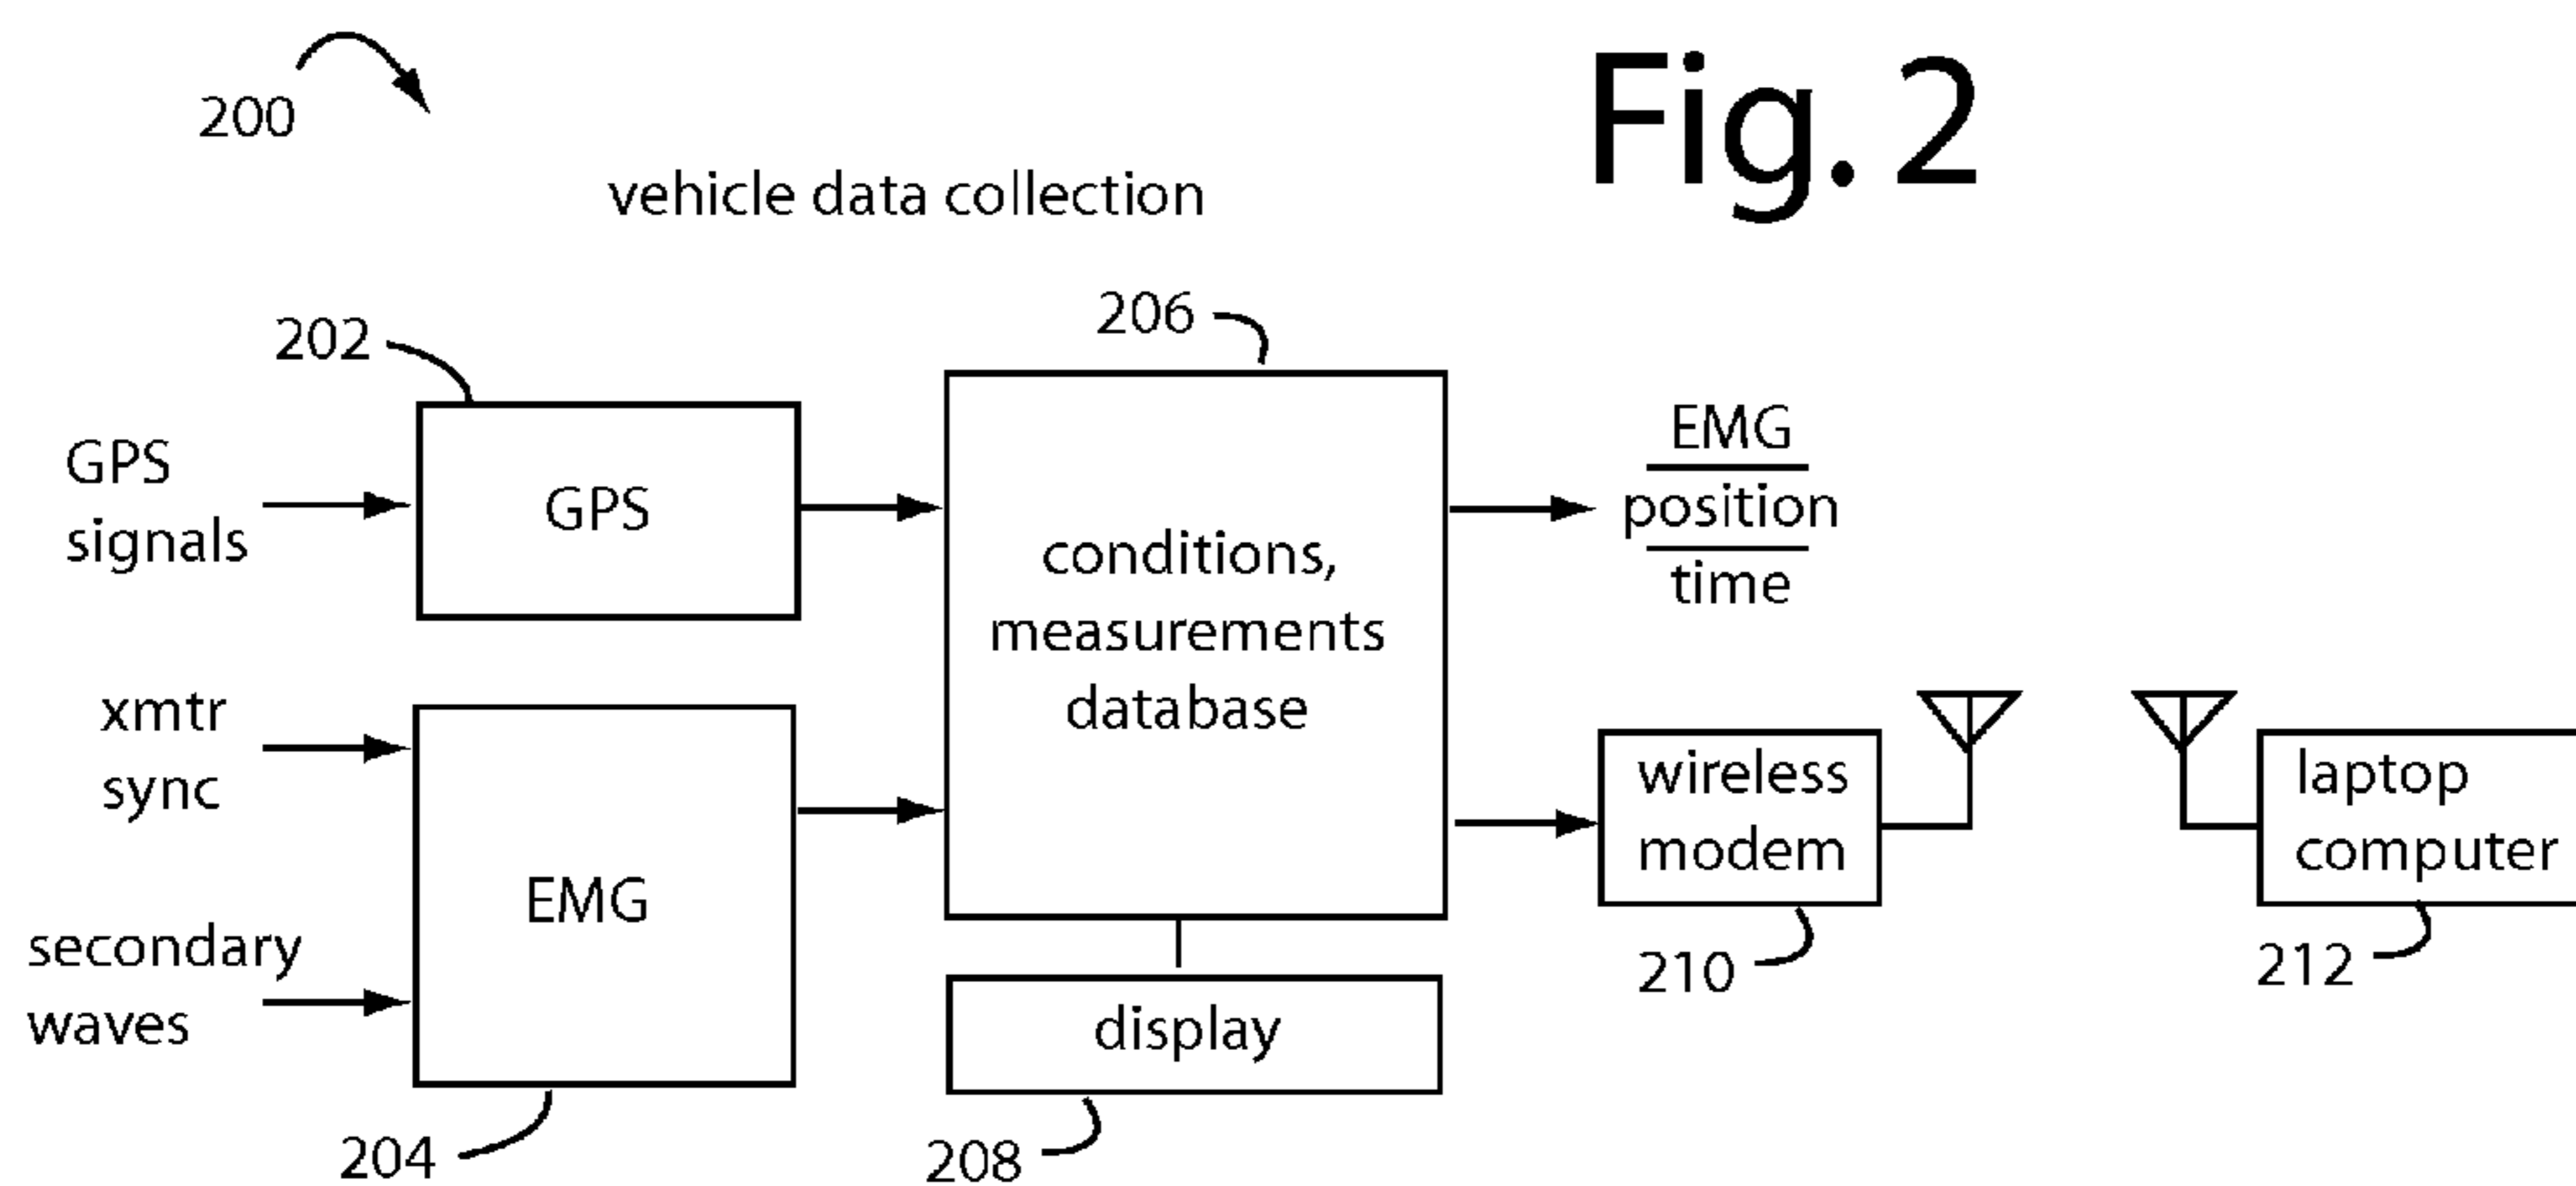 200
Fig. 2
vehicle data collection
202
206
GPS
signals
GPS
conditions,
measurements
database
EMG
position
time
xmtr
sync
EMG
secondary
waves
wireless
modem
laptop
computer
display
210
212
204
208